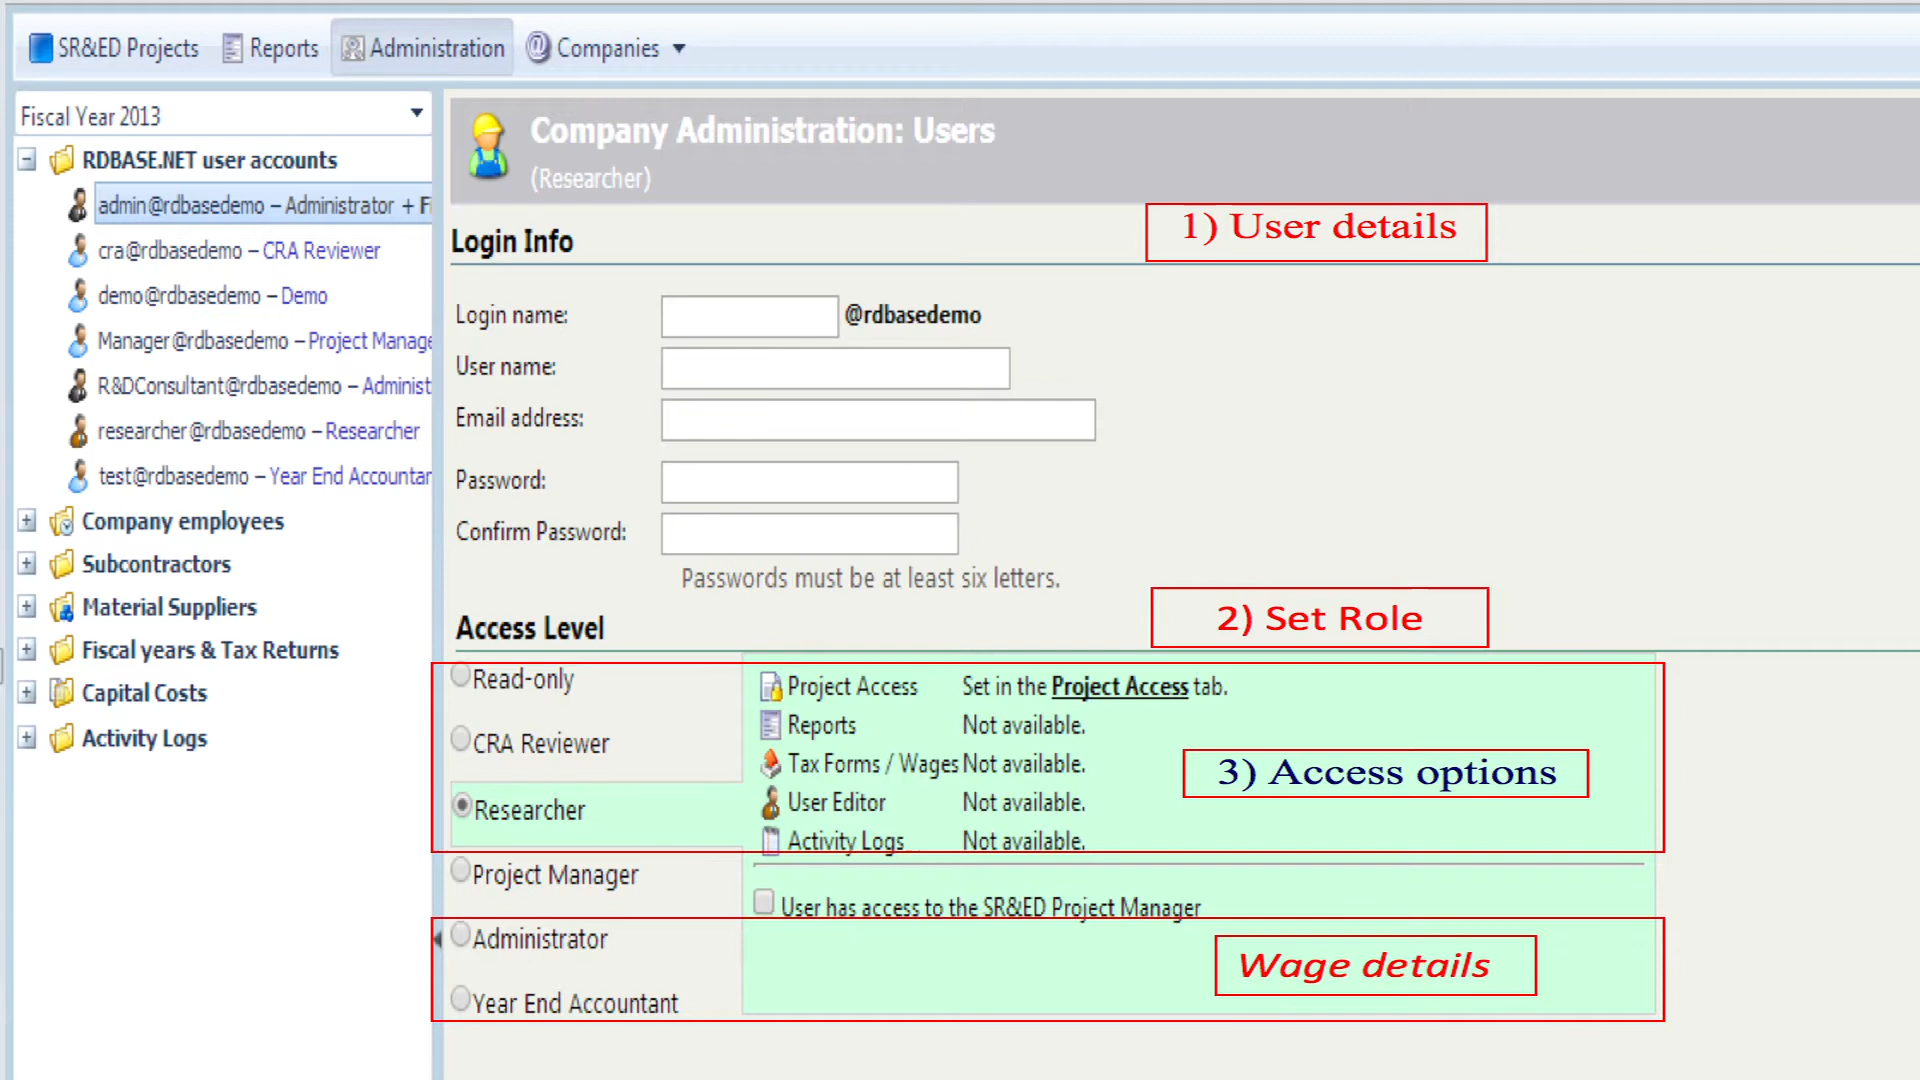 SR&ED Projects Reports Administration Companies
Fiscal Year 2013
RDBASE.NET user accounts
admin@rdbasedemo – Administrator + F
cra@rdbasedemo – CRA Reviewer
demo@rdbasedemo – Demo
Manager@rdbasedemo – Project Manage
R&DConsultant@rdbasedemo – Administ
researcher@rdbasedemo – Researcher
test@rdbasedemo – Year End Accountan
Company employees
Subcontractors
Material Suppliers
Fiscal years & Tax Returns
Capital Costs
Activity Logs
Company Administration: Users
(Researcher)
1) User details
Login Info
Login name: @rdbasedemo
User name:
Email address:
Password:
Confirm Password:
Passwords must be at least six letters.
2) Set Role
Access Level
Read-only
CRA Reviewer
Researcher
Project Manager
Administrator
Year End Accountant
Project Access Set in the Project Access tab.
Reports Not available.
Tax Forms / Wages Not available.
User Editor Not available.
Activity Logs Not available.
3) Access options
User has access to the SR&ED Project Manager
Wage details